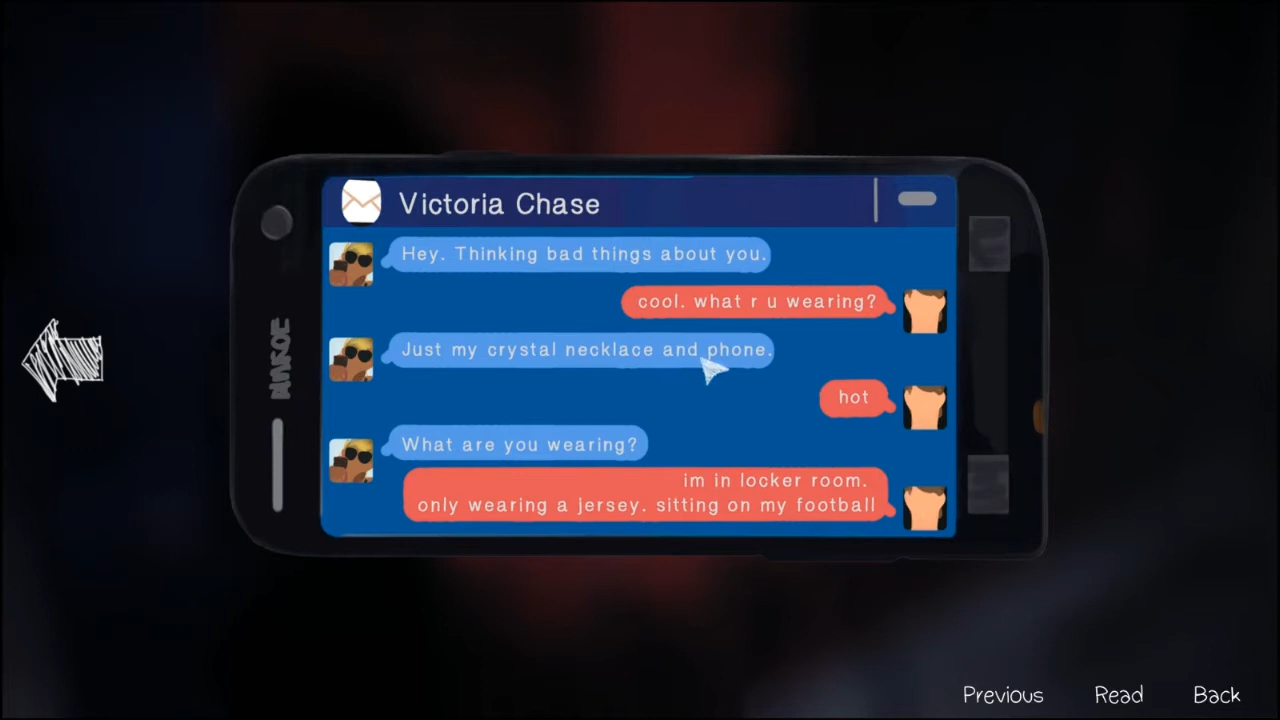 Victoria Chase
Hey. Thinking bad things about you.
cool. what r u wearing?
Just my crystal necklace and phone.
hot
What are you wearing?
im in locker room.
only wearing a jersey. sitting on my football
Previous
Read
Back